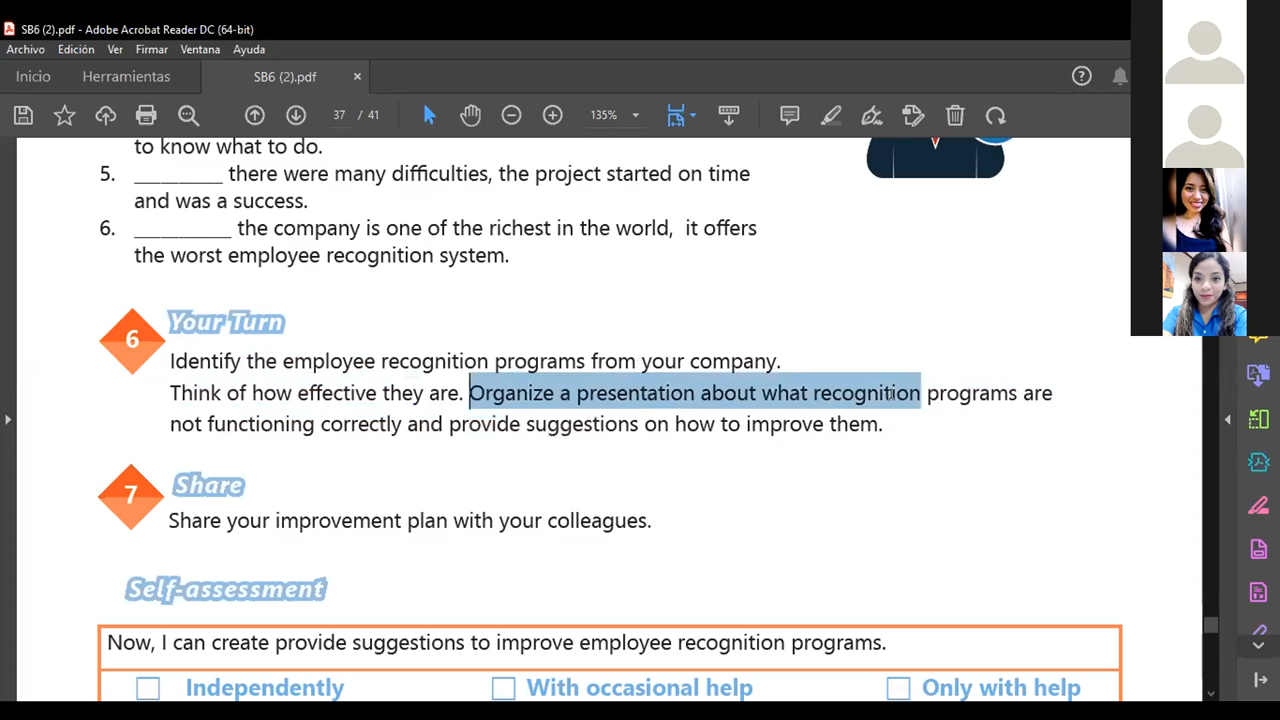 SB6 (2).pdf - Adobe Acrobat Reader DC (64-bit)
Archivo Edición Ver Firmar Ventana Ayuda
Inicio Herramientas SB6 (2).pdf ×
37 / 41 135%
to know what to do.
5. _________ there were many difficulties, the project started on time
and was a success.
6. __________ the company is one of the richest in the world, it offers
the worst employee recognition system.
6 Your Turn
Identify the employee recognition programs from your company.
Think of how effective they are. Organize a presentation about what recognition programs are
not functioning correctly and provide suggestions on how to improve them.
7 Share
Share your improvement plan with your colleagues.
Self-assessment
Now, I can create provide suggestions to improve employee recognition programs.
Independently With occasional help Only with help